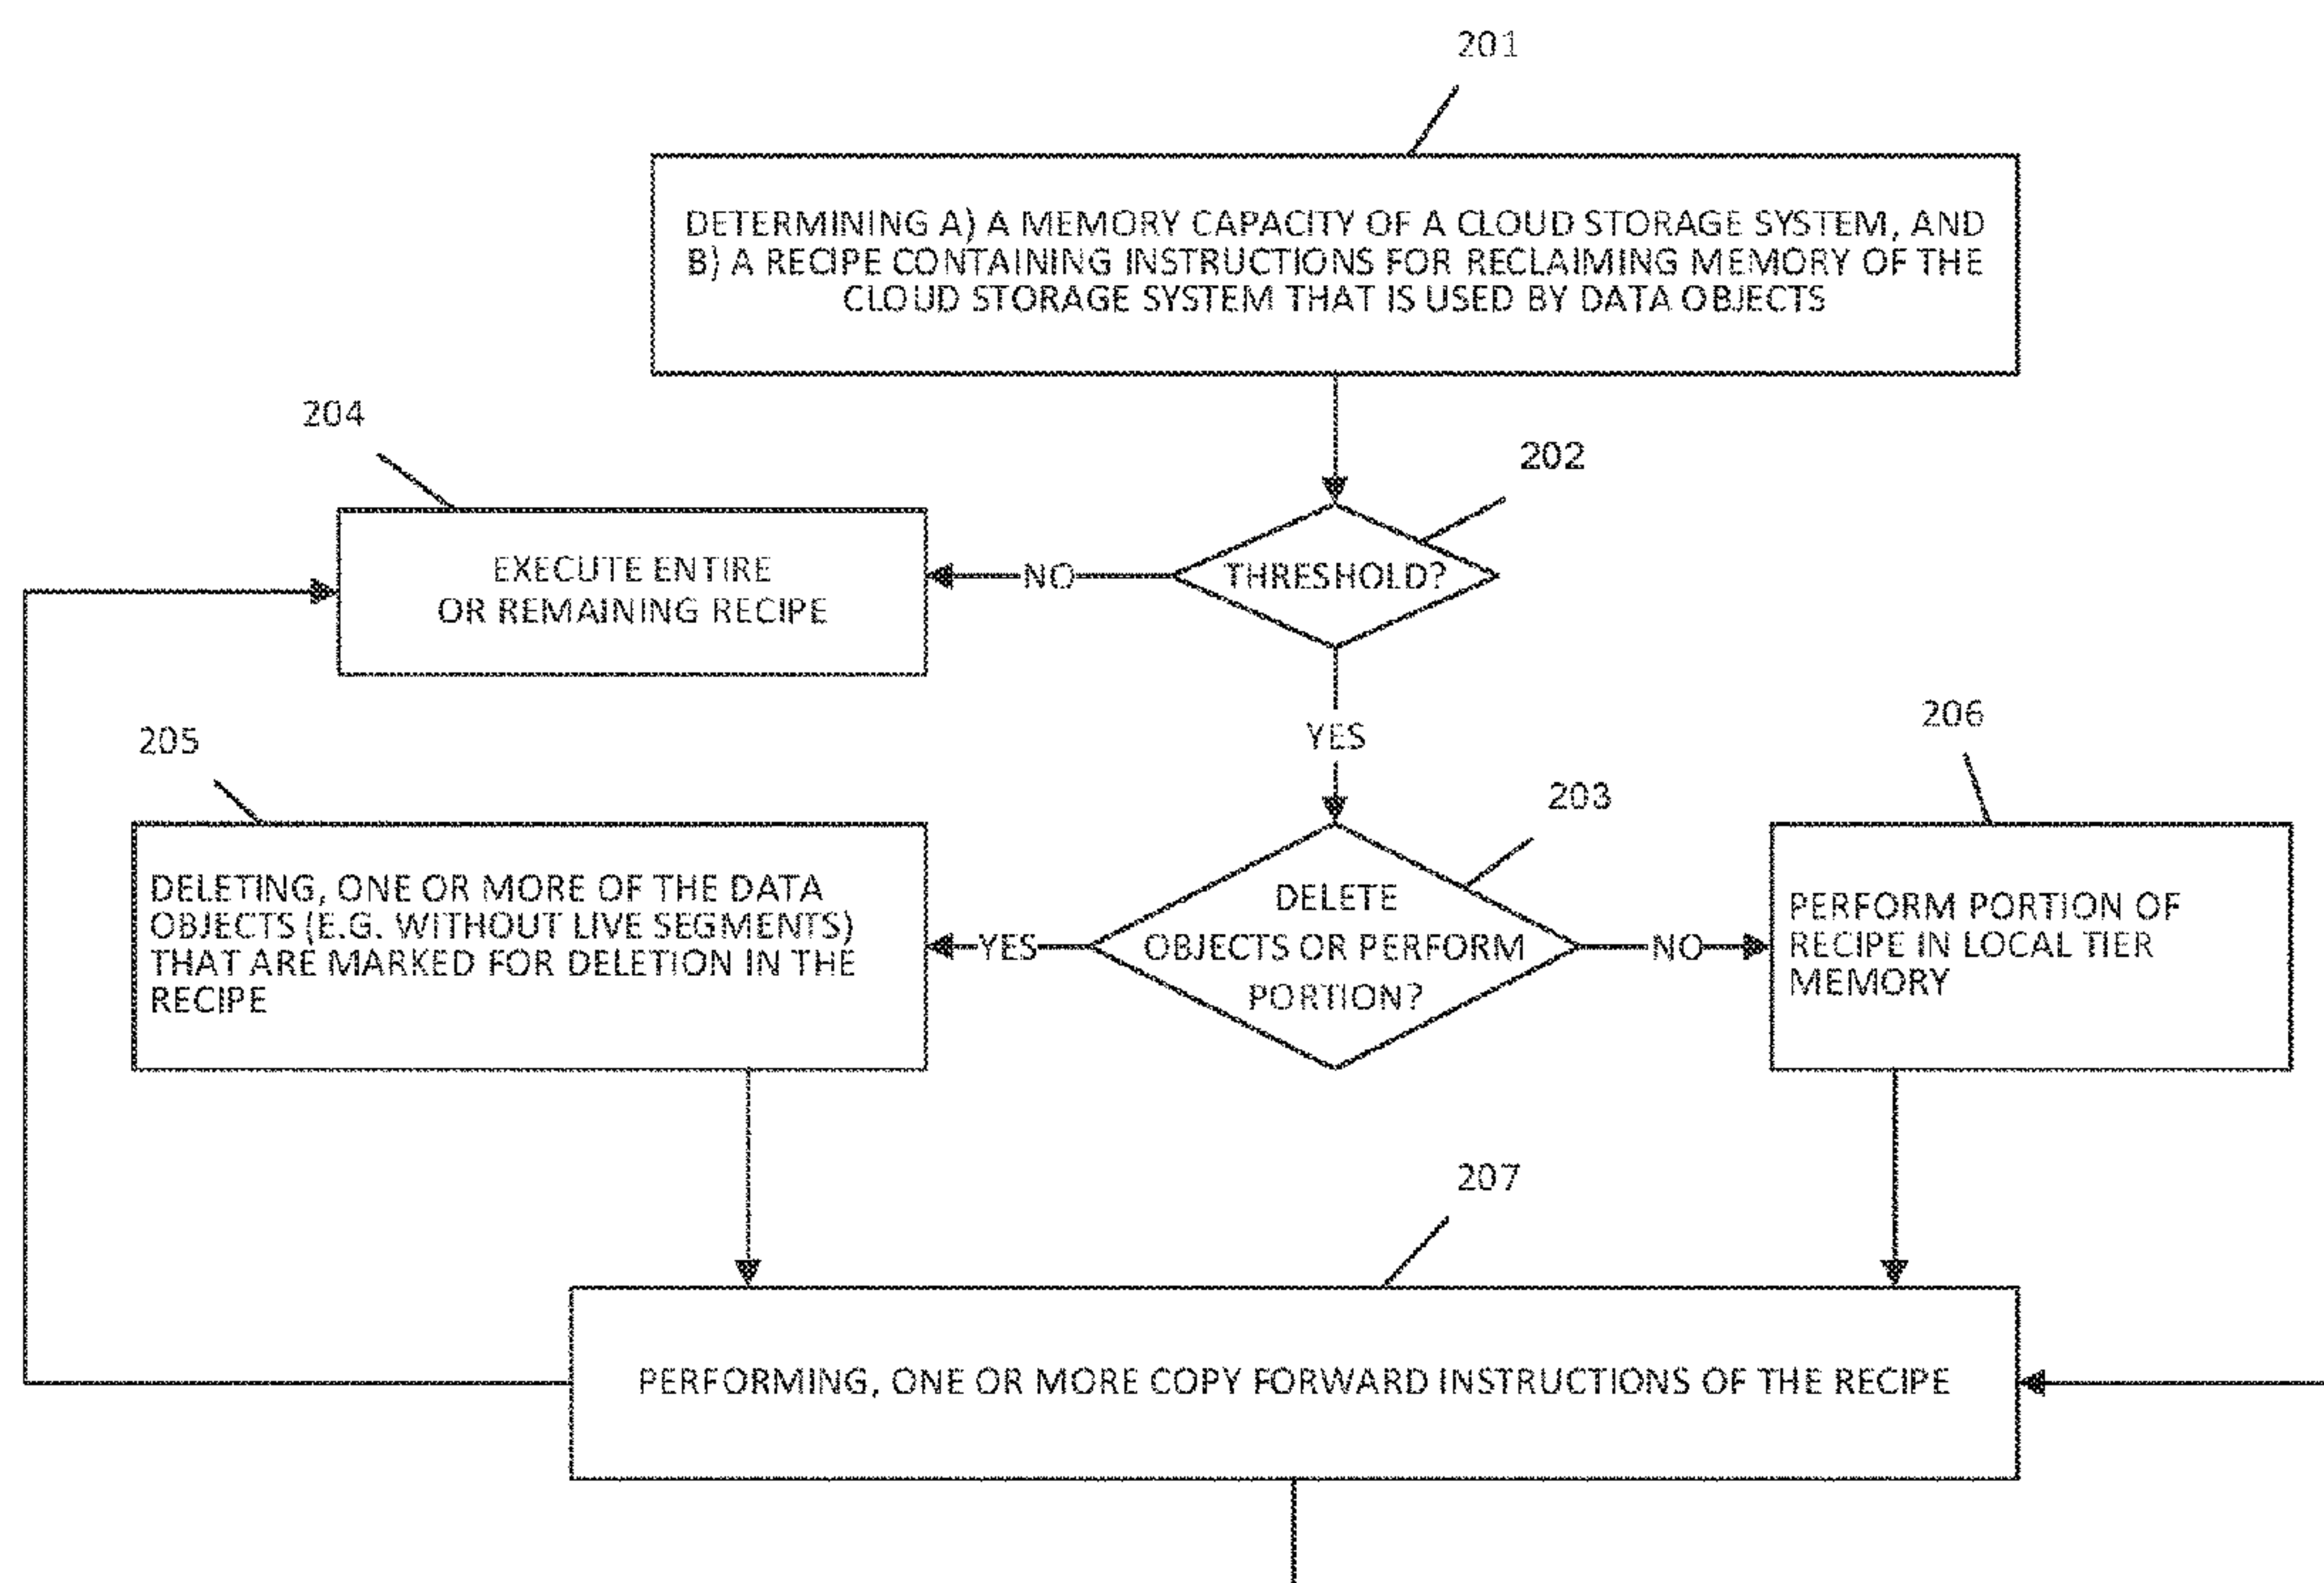 201
DETERMINING A) A MEMORY CAPACITY OF A CLOUD STORAGE SYSTEM, AND
B) A RECIPE CONTAINING INSTRUCTIONS FOR RECLAIMING MEMORY OF THE
CLOUD STORAGE SYSTEM THAT IS USED BY DATA OBJECTS
204
202
EXECUTE ENTIRE
OR REMAINING RECIPE
NO
THRESHOLD?
YES
205
206
203
DELETING, ONE OR MORE OF THE DATA
OBJECTS (E.G. WITHOUT LIVE SEGMENTS)
THAT ARE MARKED FOR DELETION IN THE
RECIPE
YES
DELETE
OBJECTS OR PERFORM
PORTION?
NO
PERFORM PORTION OF
RECIPE IN LOCAL TIER
MEMORY
207
PERFORMING, ONE OR MORE COPY FORWARD INSTRUCTIONS OF THE RECIPE